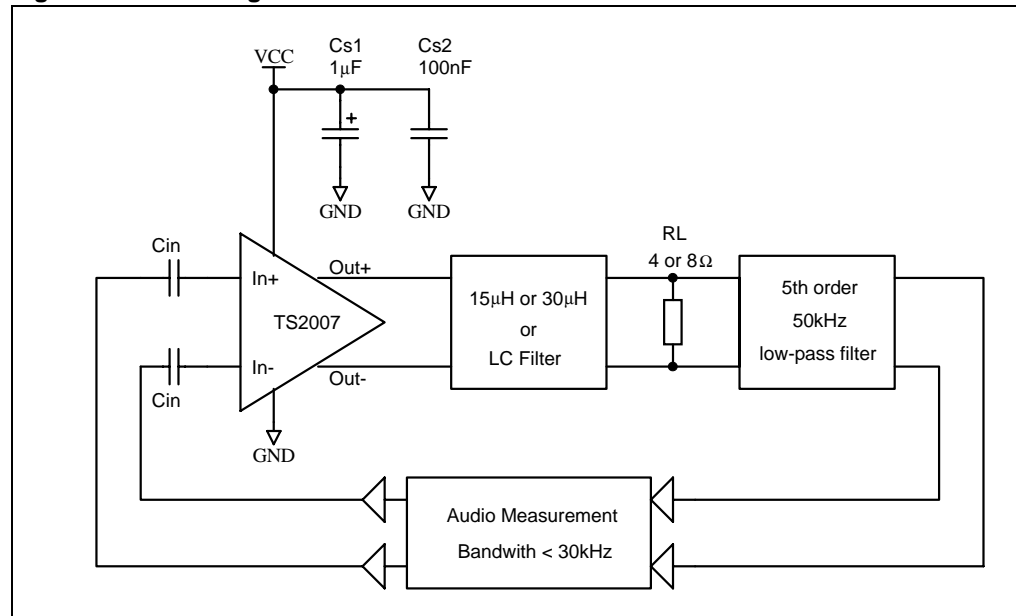 VCC
Cs1
1μF
Cs2
100nF
+
GND
GND
Cin
In+
Out+
TS2007
In-
Out-
Cin
GND
15μH or 30μH
or
LC Filter
RL
4 or 8Ω
5th order
50kHz
low-pass filter
Audio Measurement
Bandwith < 30kHz